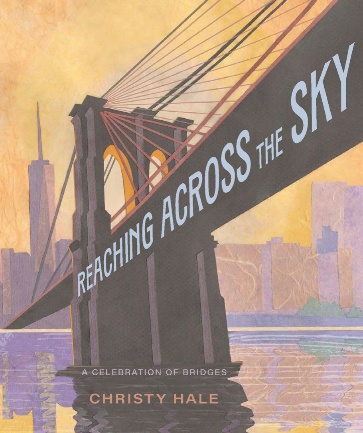 REACHING ACROSS THE SKY
A CELEBRATION OF BRIDGES
CHRISTY HALE